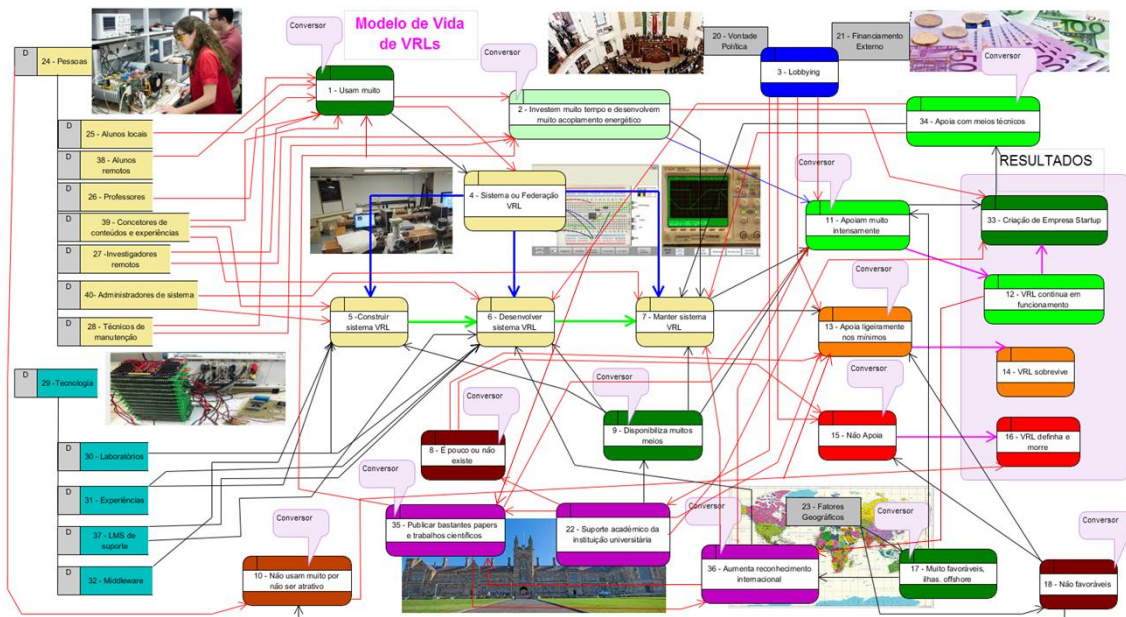 Modelo de Vida
de VRLs
Conversor
D
24 - Pessoas
1 - Usam muito
Conversor
2 - Investem muito tempo e desenvolvem
muito acoplamento energético
20 - Vontade
Política
3 - Lobbying
21 - Financiamento
Externo
Conversor
34 - Apoia com meios técnicos
D
25 - Alunos locais
D
38 - Alunos
remotos
D
26 - Professores
D
39 - Concetores de
conteúdos e experiências
D
27 -Investigadores
remotos
D
40- Administradores de sistema
D
28 - Técnicos de
manutenção
4 - Sistema ou Federação
VRL
Conversor
11 - Apoiam muito
intensamente
RESULTADOS
33 - Criação de Empresa Startup
12 - VRL continua em
funcionamento
5 -Construir
sistema VRL
6 - Desenvolver
sistema VRL
7 - Manter sistema
VRL
Conversor
13 - Apoia ligeiramente
nos mínimos
14 - VRL sobrevive
D
29 -Tecnologia
Conversor
8 - É pouco ou não
existe
Conversor
9 - Disponibiliza muitos
meios
Conversor
15 - Não Apoia
16 - VRL definha e
morre
D
30 - Laboratórios
D
31 - Experiências
D
37 - LMS de
suporte
D
32 - Middleware
Conversor
35 - Publicar bastantes papers
e trabalhos científicos
22 - Suporte académico da
instituição universitária
23 - Fatores
Geográficos
Conversor
36 - Aumenta reconhecimento
internacional
Conversor
17 - Muito favoráveis,
ilhas, offshore
Conversor
18 - Não favoráveis
Conversor
10 - Não usam muito por
não ser atrativo